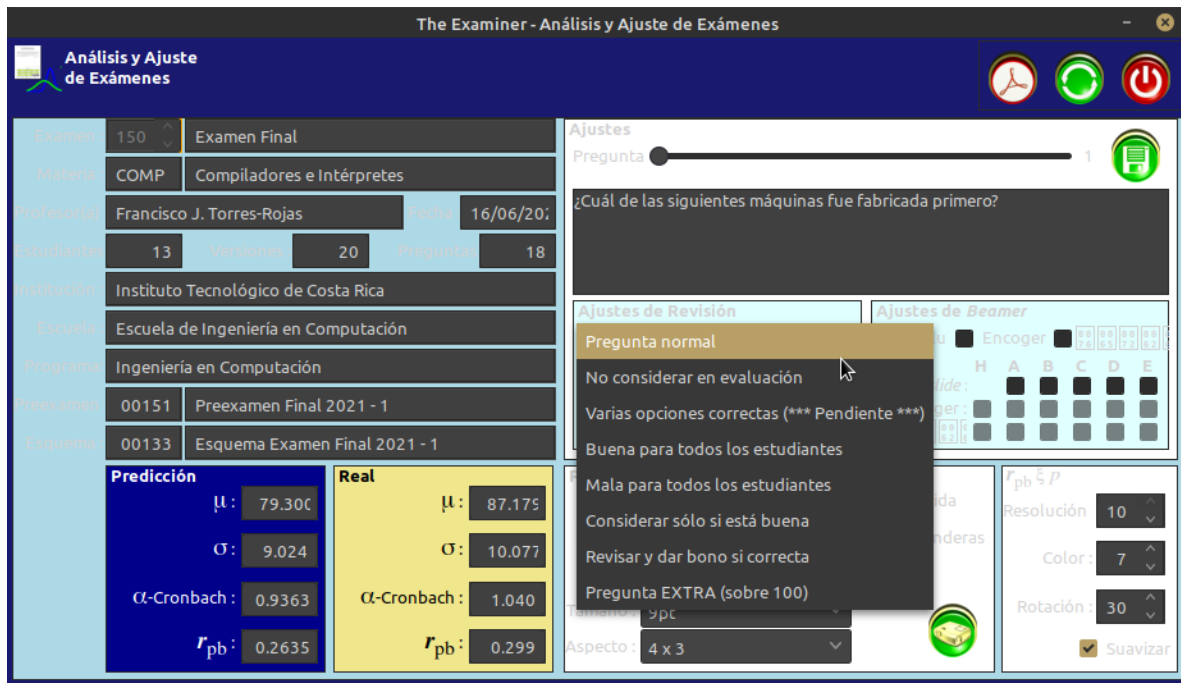 The Examiner - Análisis y Ajuste de Exámenes
Análisis y Ajuste
de Exámenes
Examen 150 Examen Final
Materia COMP Compiladores e Intérpretes
Profesor Francisco J. Torres-Rojas Fecha 16/06/202
Estudiantes 13 Versiones 20 Preguntas 18
Institución Instituto Tecnológico de Costa Rica
Escuela Escuela de Ingeniería en Computación
Programa Ingeniería en Computación
Preexamen 00151 Preexamen Final 2021 - 1
Esquema 00133 Esquema Examen Final 2021 - 1
Predicción
μ : 79.300
σ : 9.024
α-Cronbach : 0.9363
rpb : 0.2635
Real
μ : 87.179
σ : 10.077
α-Cronbach : 1.040
rpb : 0.299
Ajustes
Pregunta 1
¿Cuál de las siguientes máquinas fue fabricada primero?
Ajustes de Revisión
Pregunta normal
No considerar en evaluación
Varias opciones correctas (*** Pendiente ***)
Buena para todos los estudiantes
Mala para todos los estudiantes
Considerar sólo si está buena
Revisar y dar bono si correcta
Pregunta EXTRA (sobre 100)
Ajustes de Beamer
Encoger
H A B C D E
Tamaño : 9pt
Aspecto : 4 x 3
rpb ξ p
Resolución 10
Color : 7
Rotación : 30
Suavizar